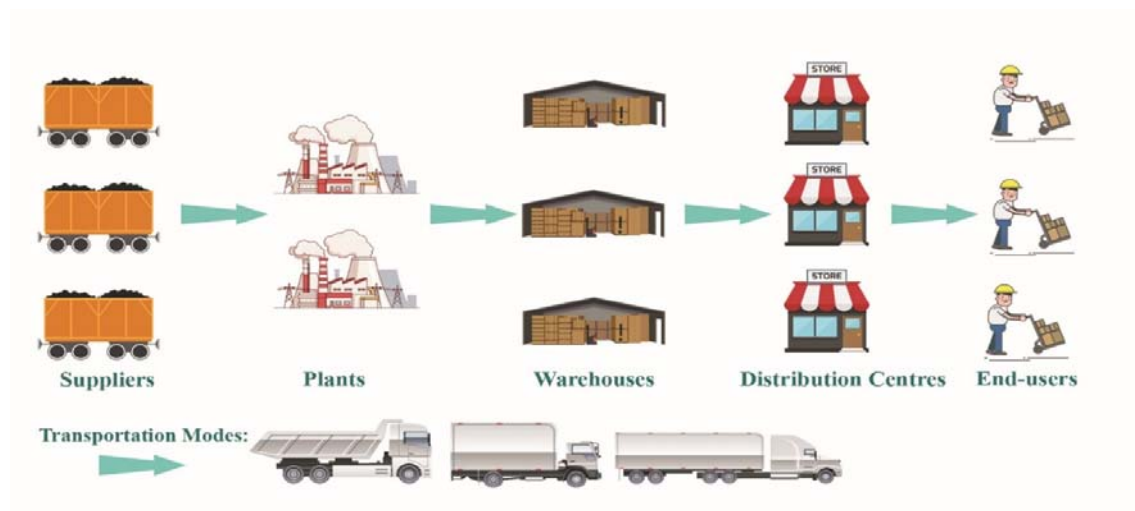 STORE
STORE
STORE
Suppliers
Plants
Warehouses
Distribution Centres
End-users
Transportation Modes: